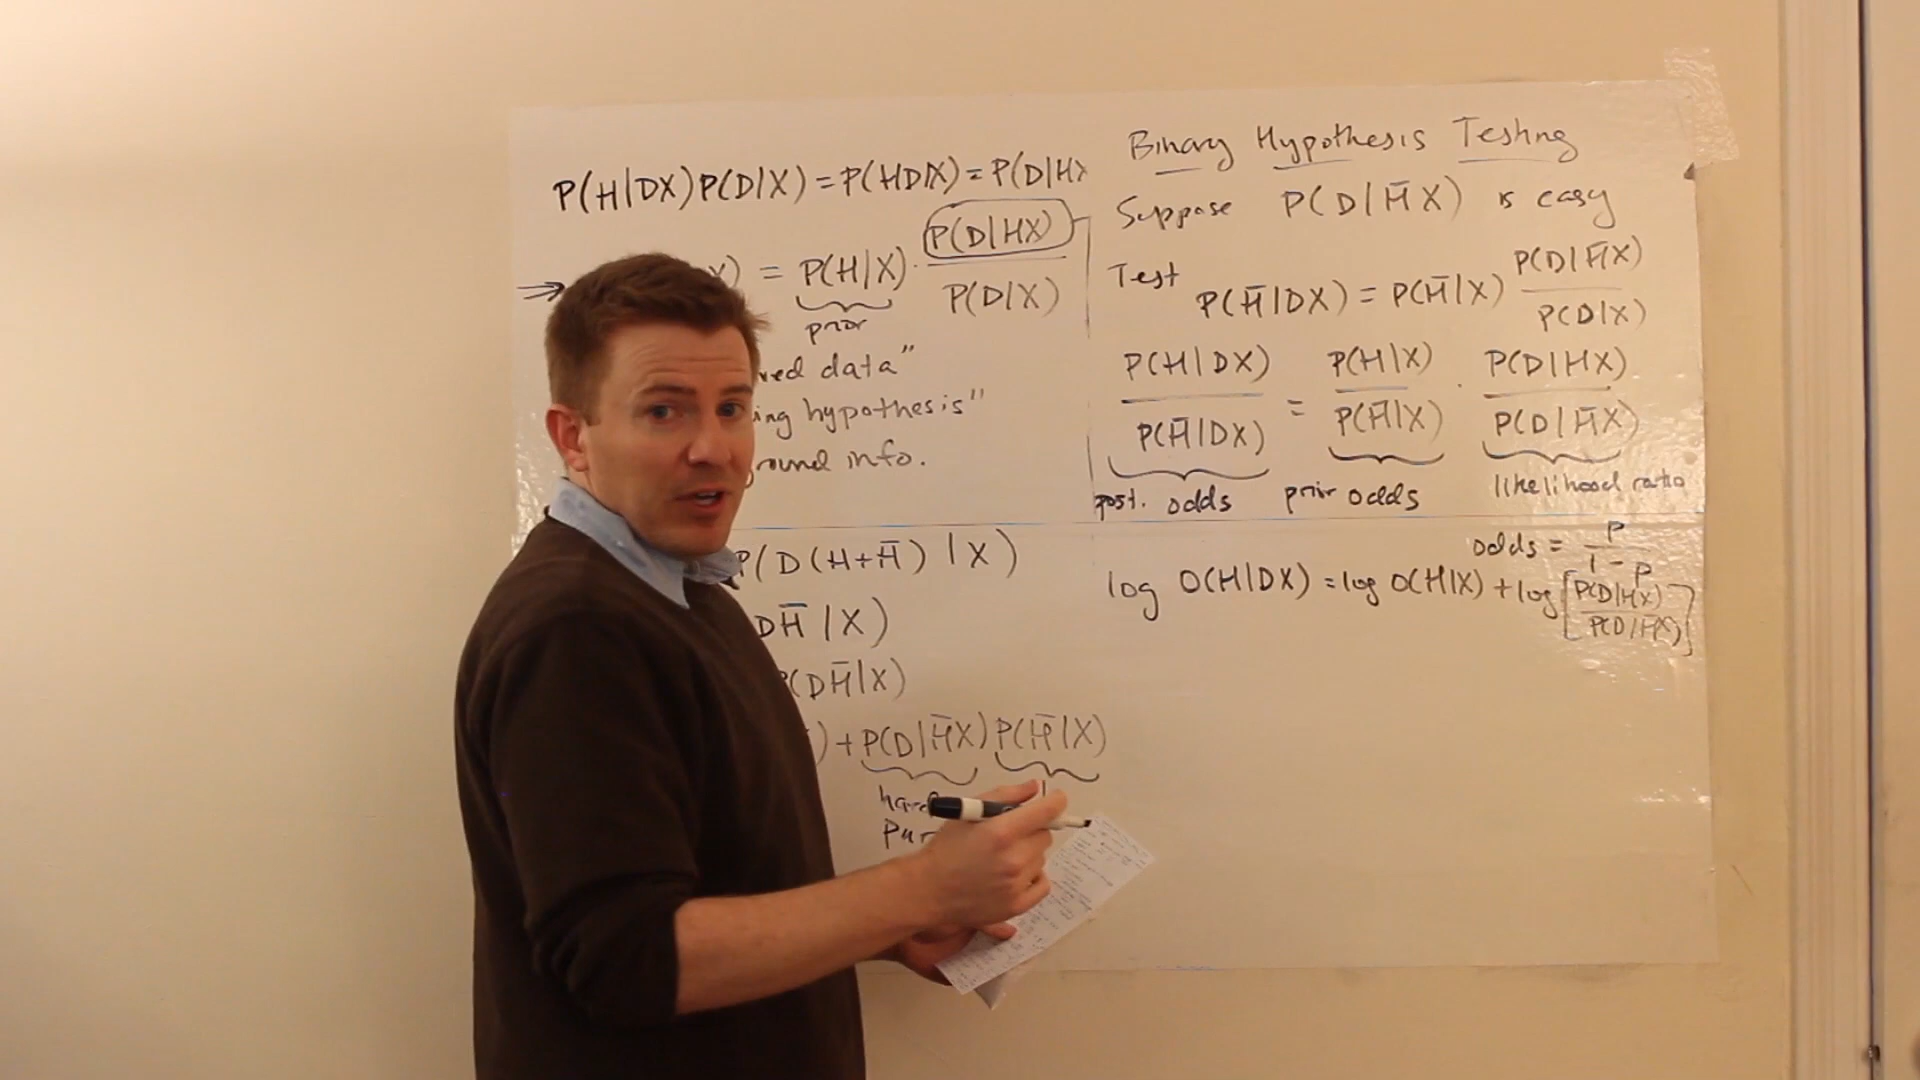 P(H|DX)P(D|X) = P(HD|X) = P(D|HX
X) = P(H|X) · P(D|HX) / P(D|X)
prior
ved data"
ing hypothesis"
round info.
P(D(H+H̄) | X)
DH̄ | X)
P(DH̄|X)
) + P(D|H̄X) P(H̄|X)
Binary Hypothesis Testing
Suppose P(D|H̄X) is easy
Test P(H̄|DX) = P(H̄|X) P(D|H̄X) / P(D|X)
P(H|DX) / P(H̄|DX) = P(H|X) / P(H̄|X) · P(D|HX) / P(D|H̄X)
post. odds prior odds likelihood ratio
odds = P / 1 - P
log O(H|DX) = log O(H|X) + log [P(D|HX) / P(D|H̄X)]